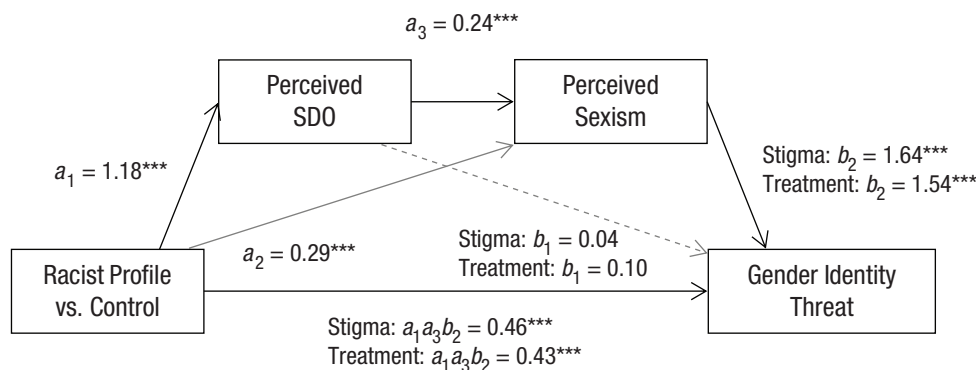 a3 = 0.24***
Perceived
SDO
Perceived
Sexism
a1 = 1.18***
Stigma: b2 = 1.64***
Treatment: b2 = 1.54***
a2 = 0.29***
Stigma: b1 = 0.04
Treatment: b1 = 0.10
Racist Profile
vs. Control
Gender Identity
Threat
Stigma: a1a3b2 = 0.46***
Treatment: a1a3b2 = 0.43***